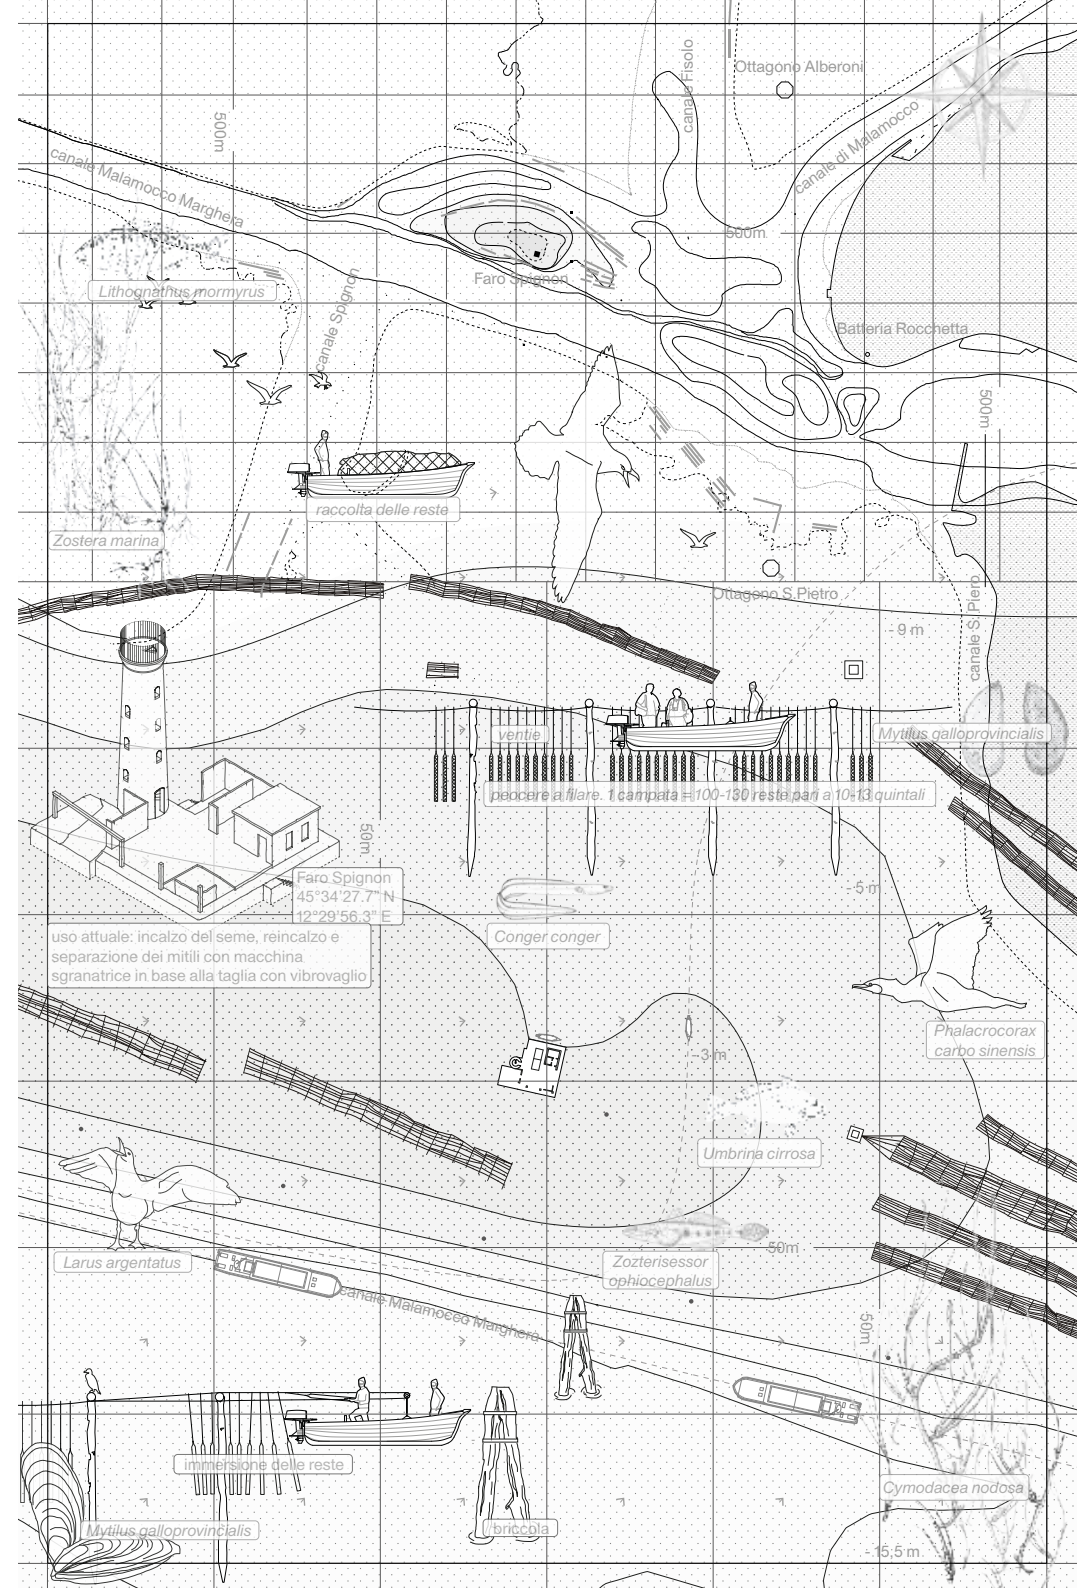 Ottagono Alberoni
canale Fisolo
500m
canale di Malamocco
canale Malamocco Marghera
500m
Faro Spignon
Lithognathus mormyrus
canale Spignon
Batteria Rocchetta
500m
raccolta delle reste
Zostera marina
Ottagono S.Pietro
canale S. Piero
- 9 m
ventie
Mytilus galloprovincialis
peocere a filare. 1 campata = 100-130 reste pari a 10-13 quintali
50m
Faro Spignon
45°34'27.7" N
12°29'56.3" E
- 5 m
uso attuale: incalzo del seme, reincalzo e
separazione dei mitili con macchina
sgranatrice in base alla taglia con vibrovaglio
Conger conger
Phalacrocorax
carbo sinensis
-3 m
Umbrina cirrosa
Larus argentatus
50m
Zozterisessor
ophiocephalus
canale Malamocco Marghera
50m
immersione delle reste
Cymodacea nodosa
Mytilus galloprovincialis
briccola
- 15,5 m